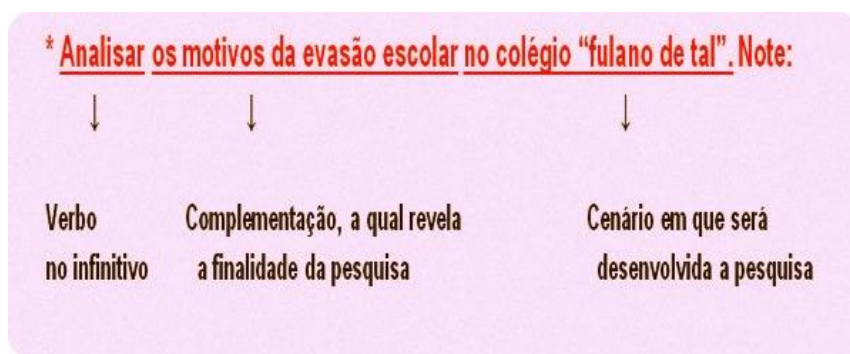 * Analisar os motivos da evasão escolar no colégio “fulano de tal”. Note:
Verbo
no infinitivo
Complementação, a qual revela
a finalidade da pesquisa
Cenário em que será
desenvolvida a pesquisa